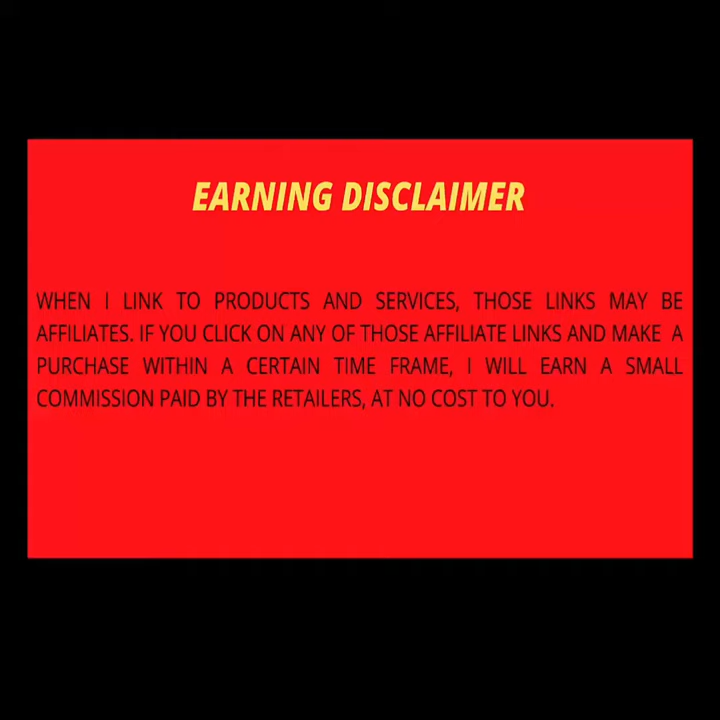 EARNING DISCLAIMER
WHEN I LINK TO PRODUCTS AND SERVICES, THOSE LINKS MAY BE
AFFILIATES. IF YOU CLICK ON ANY OF THOSE AFFILIATE LINKS AND MAKE A
PURCHASE WITHIN A CERTAIN TIME FRAME, I WILL EARN A SMALL
COMMISSION PAID BY THE RETAILERS, AT NO COST TO YOU.